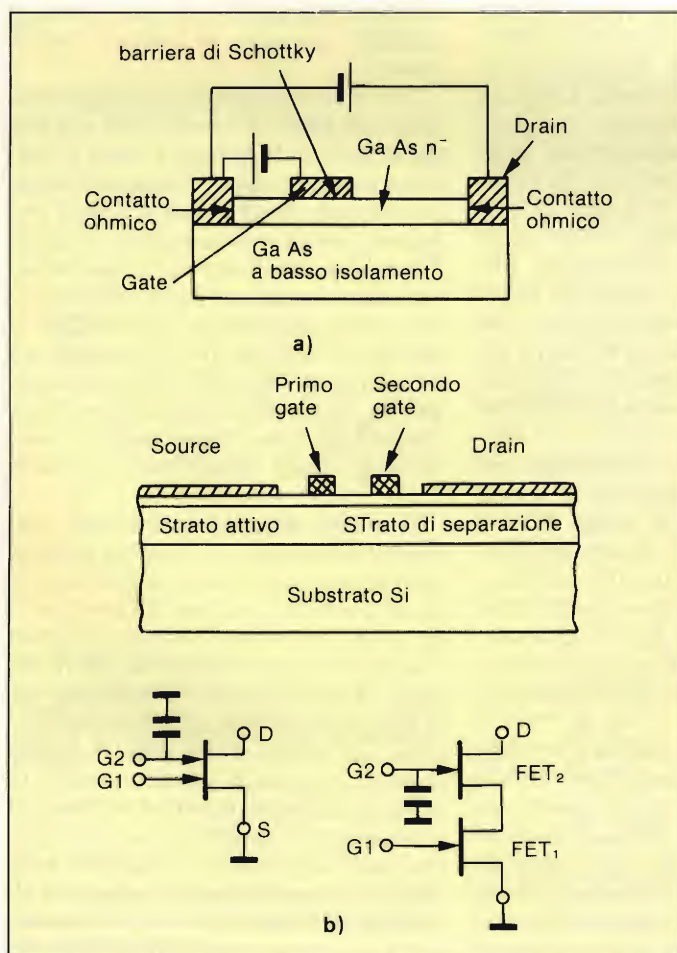 barriera di Schottky
Drain
Ga As n⁻
Contatto
ohmico
Contatto
ohmico
Ga As
a basso isolamento
Gate
a)
Primo
gate
Secondo
gate
Source
Drain
Strato attivo
STrato di separazione
Substrato Si
D
G2
G1
S
D
G2
FET₂
G1
FET₁
b)